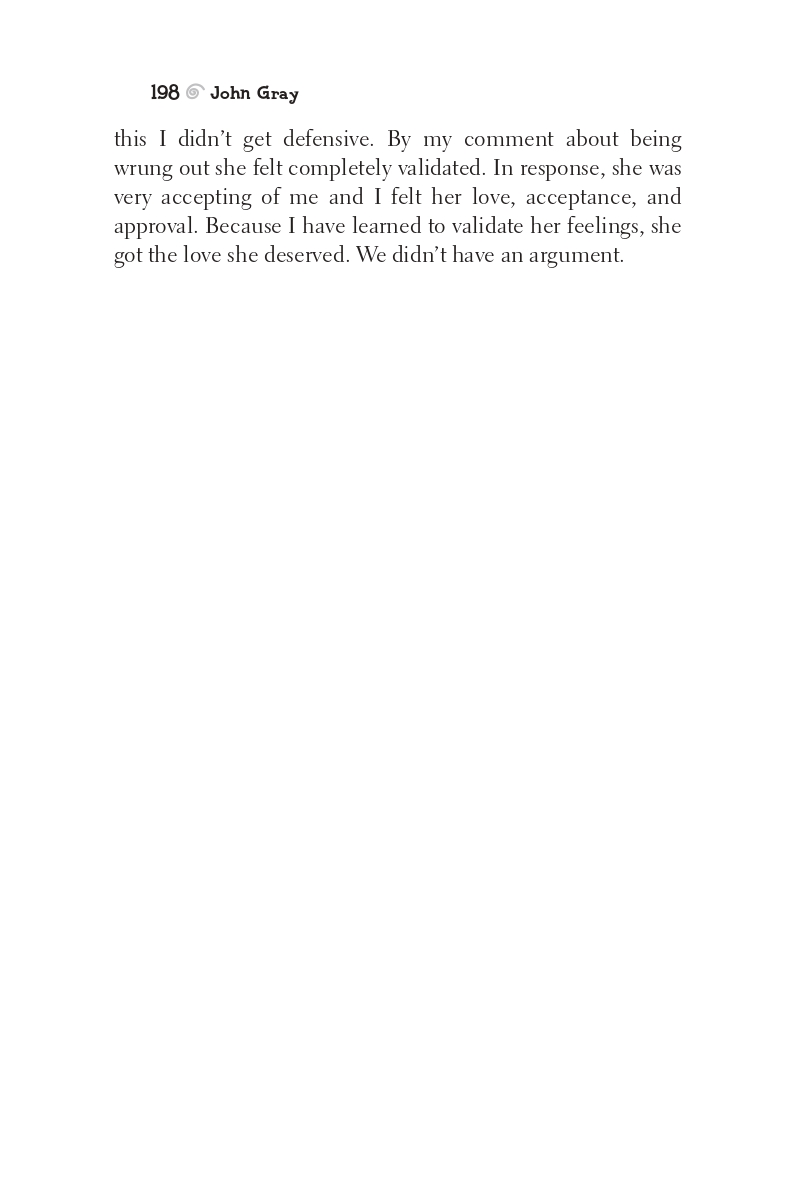 198 John Gray
this I didn’t get defensive. By my comment about being
wrung out she felt completely validated. In response, she was
very accepting of me and I felt her love, acceptance, and
approval. Because I have learned to validate her feelings, she
got the love she deserved. We didn’t have an argument.